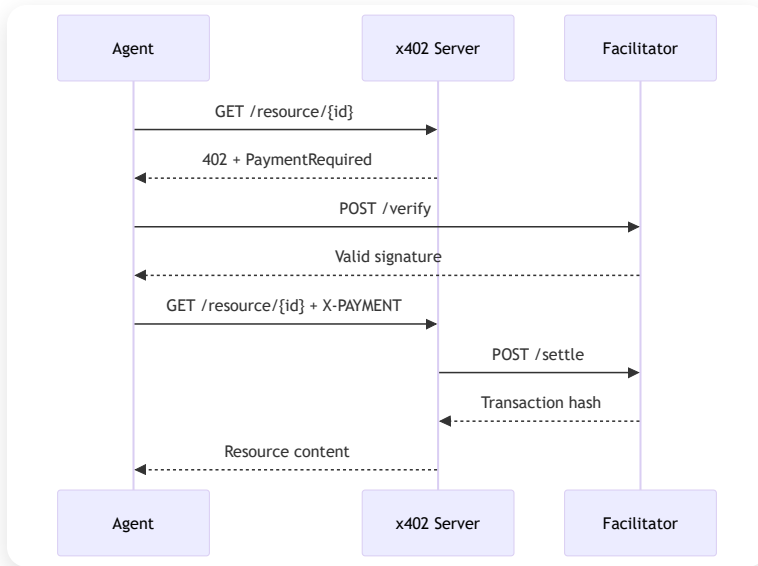 Agent
x402 Server
Facilitator
GET /resource/{id}
402 + PaymentRequired
POST /verify
Valid signature
GET /resource/{id} + X-PAYMENT
POST /settle
Transaction hash
Resource content
Agent
x402 Server
Facilitator